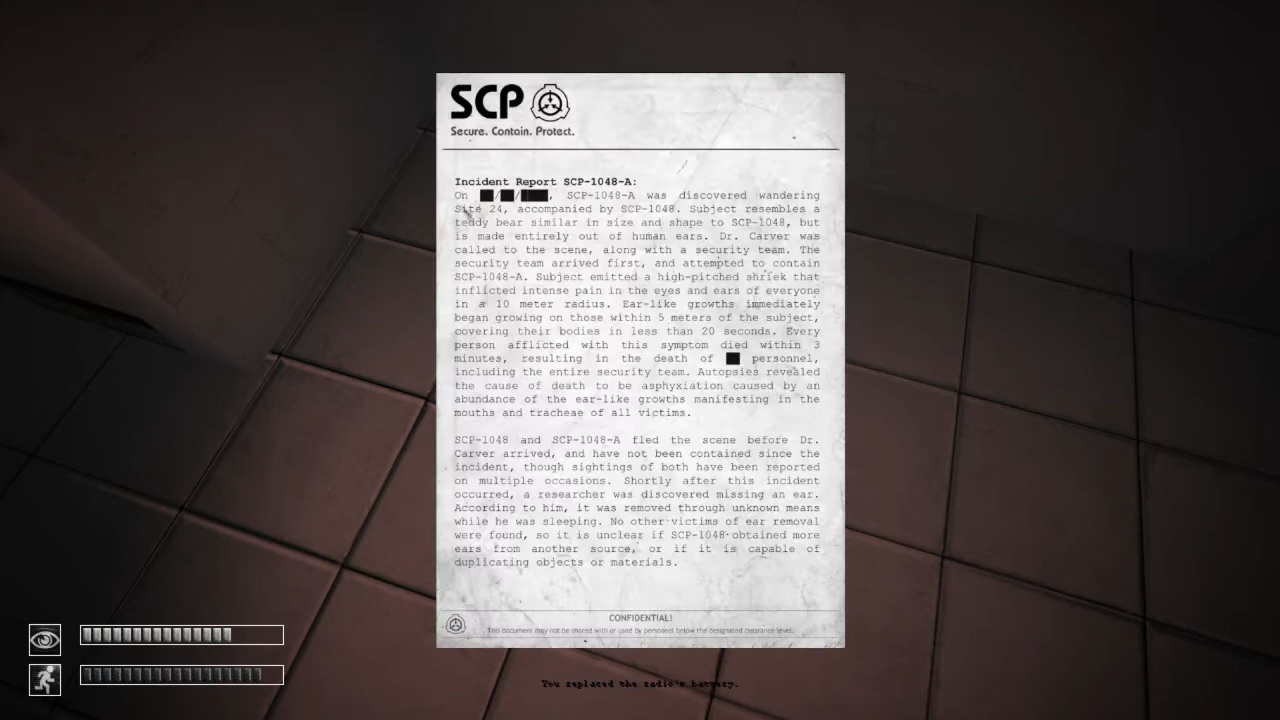 SCP
Secure. Contain. Protect.
Incident Report SCP-1048-A:
On ██/██/████, SCP-1048-A was discovered wandering
Site 24, accompanied by SCP-1048. Subject resembles a
teddy bear similar in size and shape to SCP-1048, but
is made entirely out of human ears. Dr. Carver was
called to the scene, along with a security team. The
security team arrived first, and attempted to contain
SCP-1048-A. Subject emitted a high-pitched shriek that
inflicted intense pain in the eyes and ears of everyone
in a 10 meter radius. Ear-like growths immediately
began growing on those within 5 meters of the subject,
covering their bodies in less than 20 seconds. Every
person afflicted with this symptom died within 3
minutes, resulting in the death of ██ personnel,
including the entire security team. Autopsies revealed
the cause of death to be asphyxiation caused by an
abundance of the ear-like growths manifesting in the
mouths and tracheae of all victims.
SCP-1048 and SCP-1048-A fled the scene before Dr.
Carver arrived, and have not been contained since the
incident, though sightings of both have been reported
on multiple occasions. Shortly after this incident
occurred, a researcher was discovered missing an ear.
According to him, it was removed through unknown means
while he was sleeping. No other victims of ear removal
were found, so it is unclear if SCP-1048 obtained more
ears from another source, or if it is capable of
duplicating objects or materials.
CONFIDENTIAL!
This document may not be shared with or used by personnel below the designated clearance level.
You replaced the radio's battery.